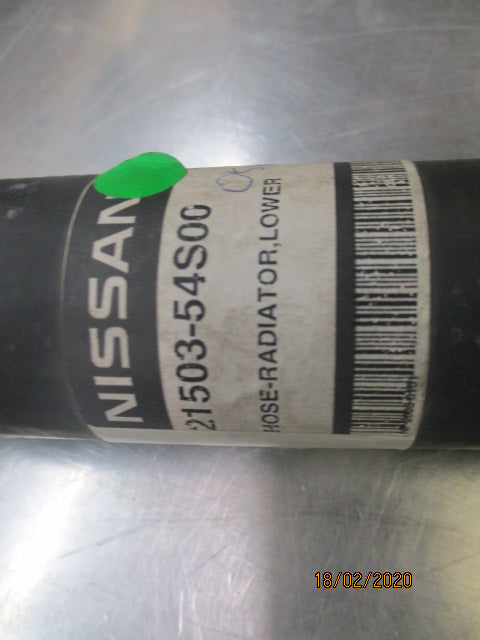 NISSAN
21503-54S00
HOSE-RADIATOR,LOWER
18/02/2020